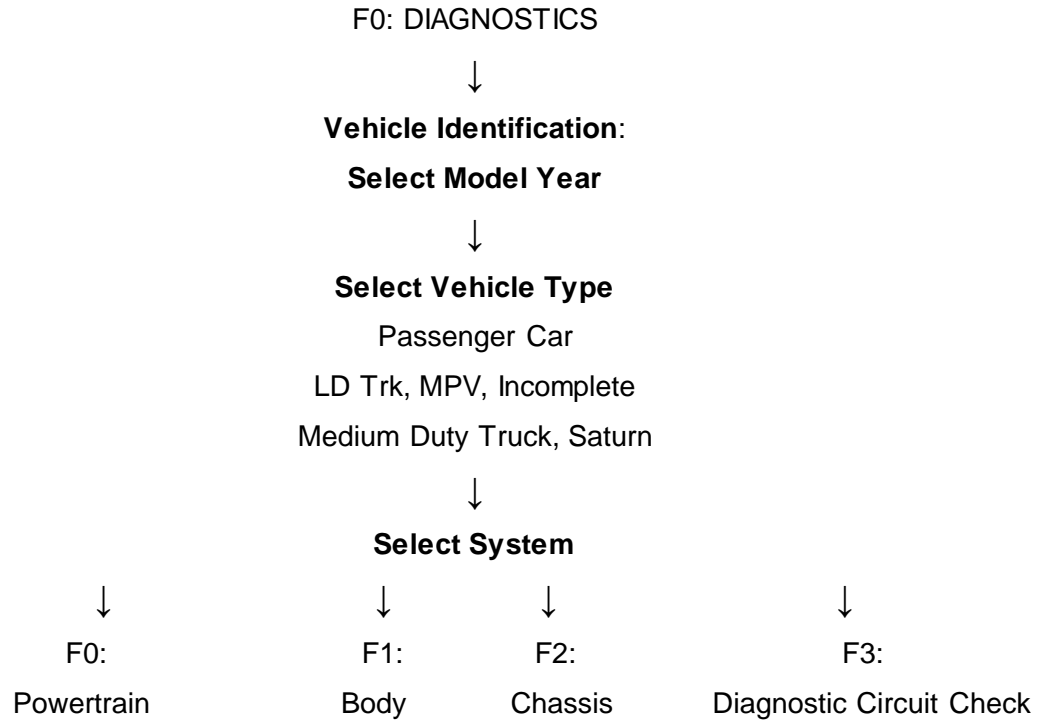 F0: DIAGNOSTICS
↓
Vehicle Identification:
Select Model Year
↓
Select Vehicle Type
Passenger Car
LD Trk, MPV, Incomplete
Medium Duty Truck, Saturn
↓
Select System
↓ ↓ ↓ ↓
F0: F1: F2: F3:
Powertrain Body Chassis Diagnostic Circuit Check